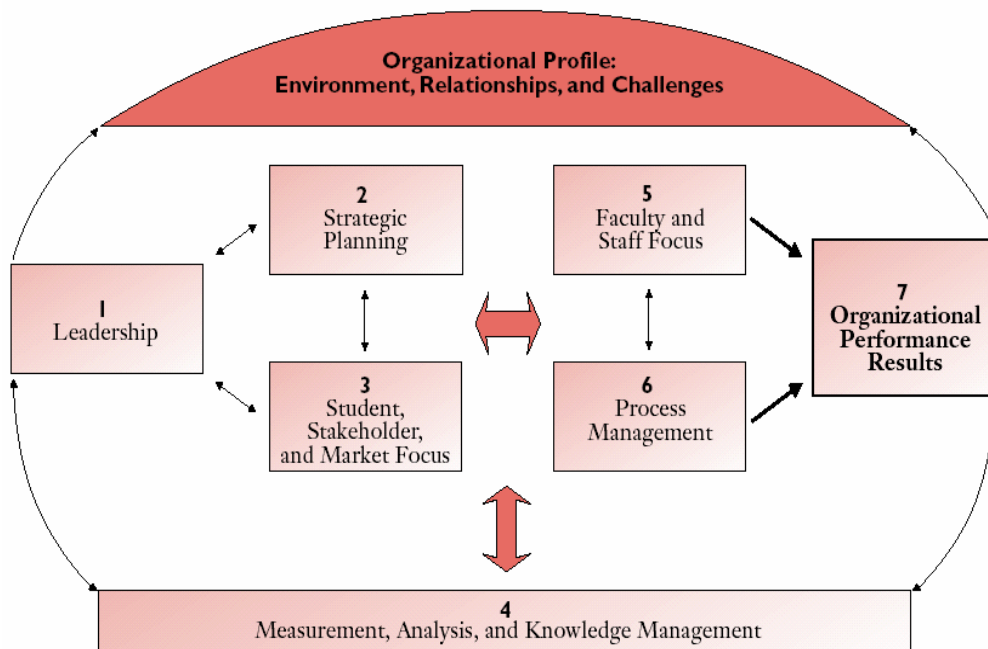 Organizational Profile:
Environment, Relationships, and Challenges
2
Strategic
Planning
5
Faculty and
Staff Focus
1
Leadership
7
Organizational
Performance
Results
3
Student,
Stakeholder,
and Market Focus
6
Process
Management
4
Measurement, Analysis, and Knowledge Management